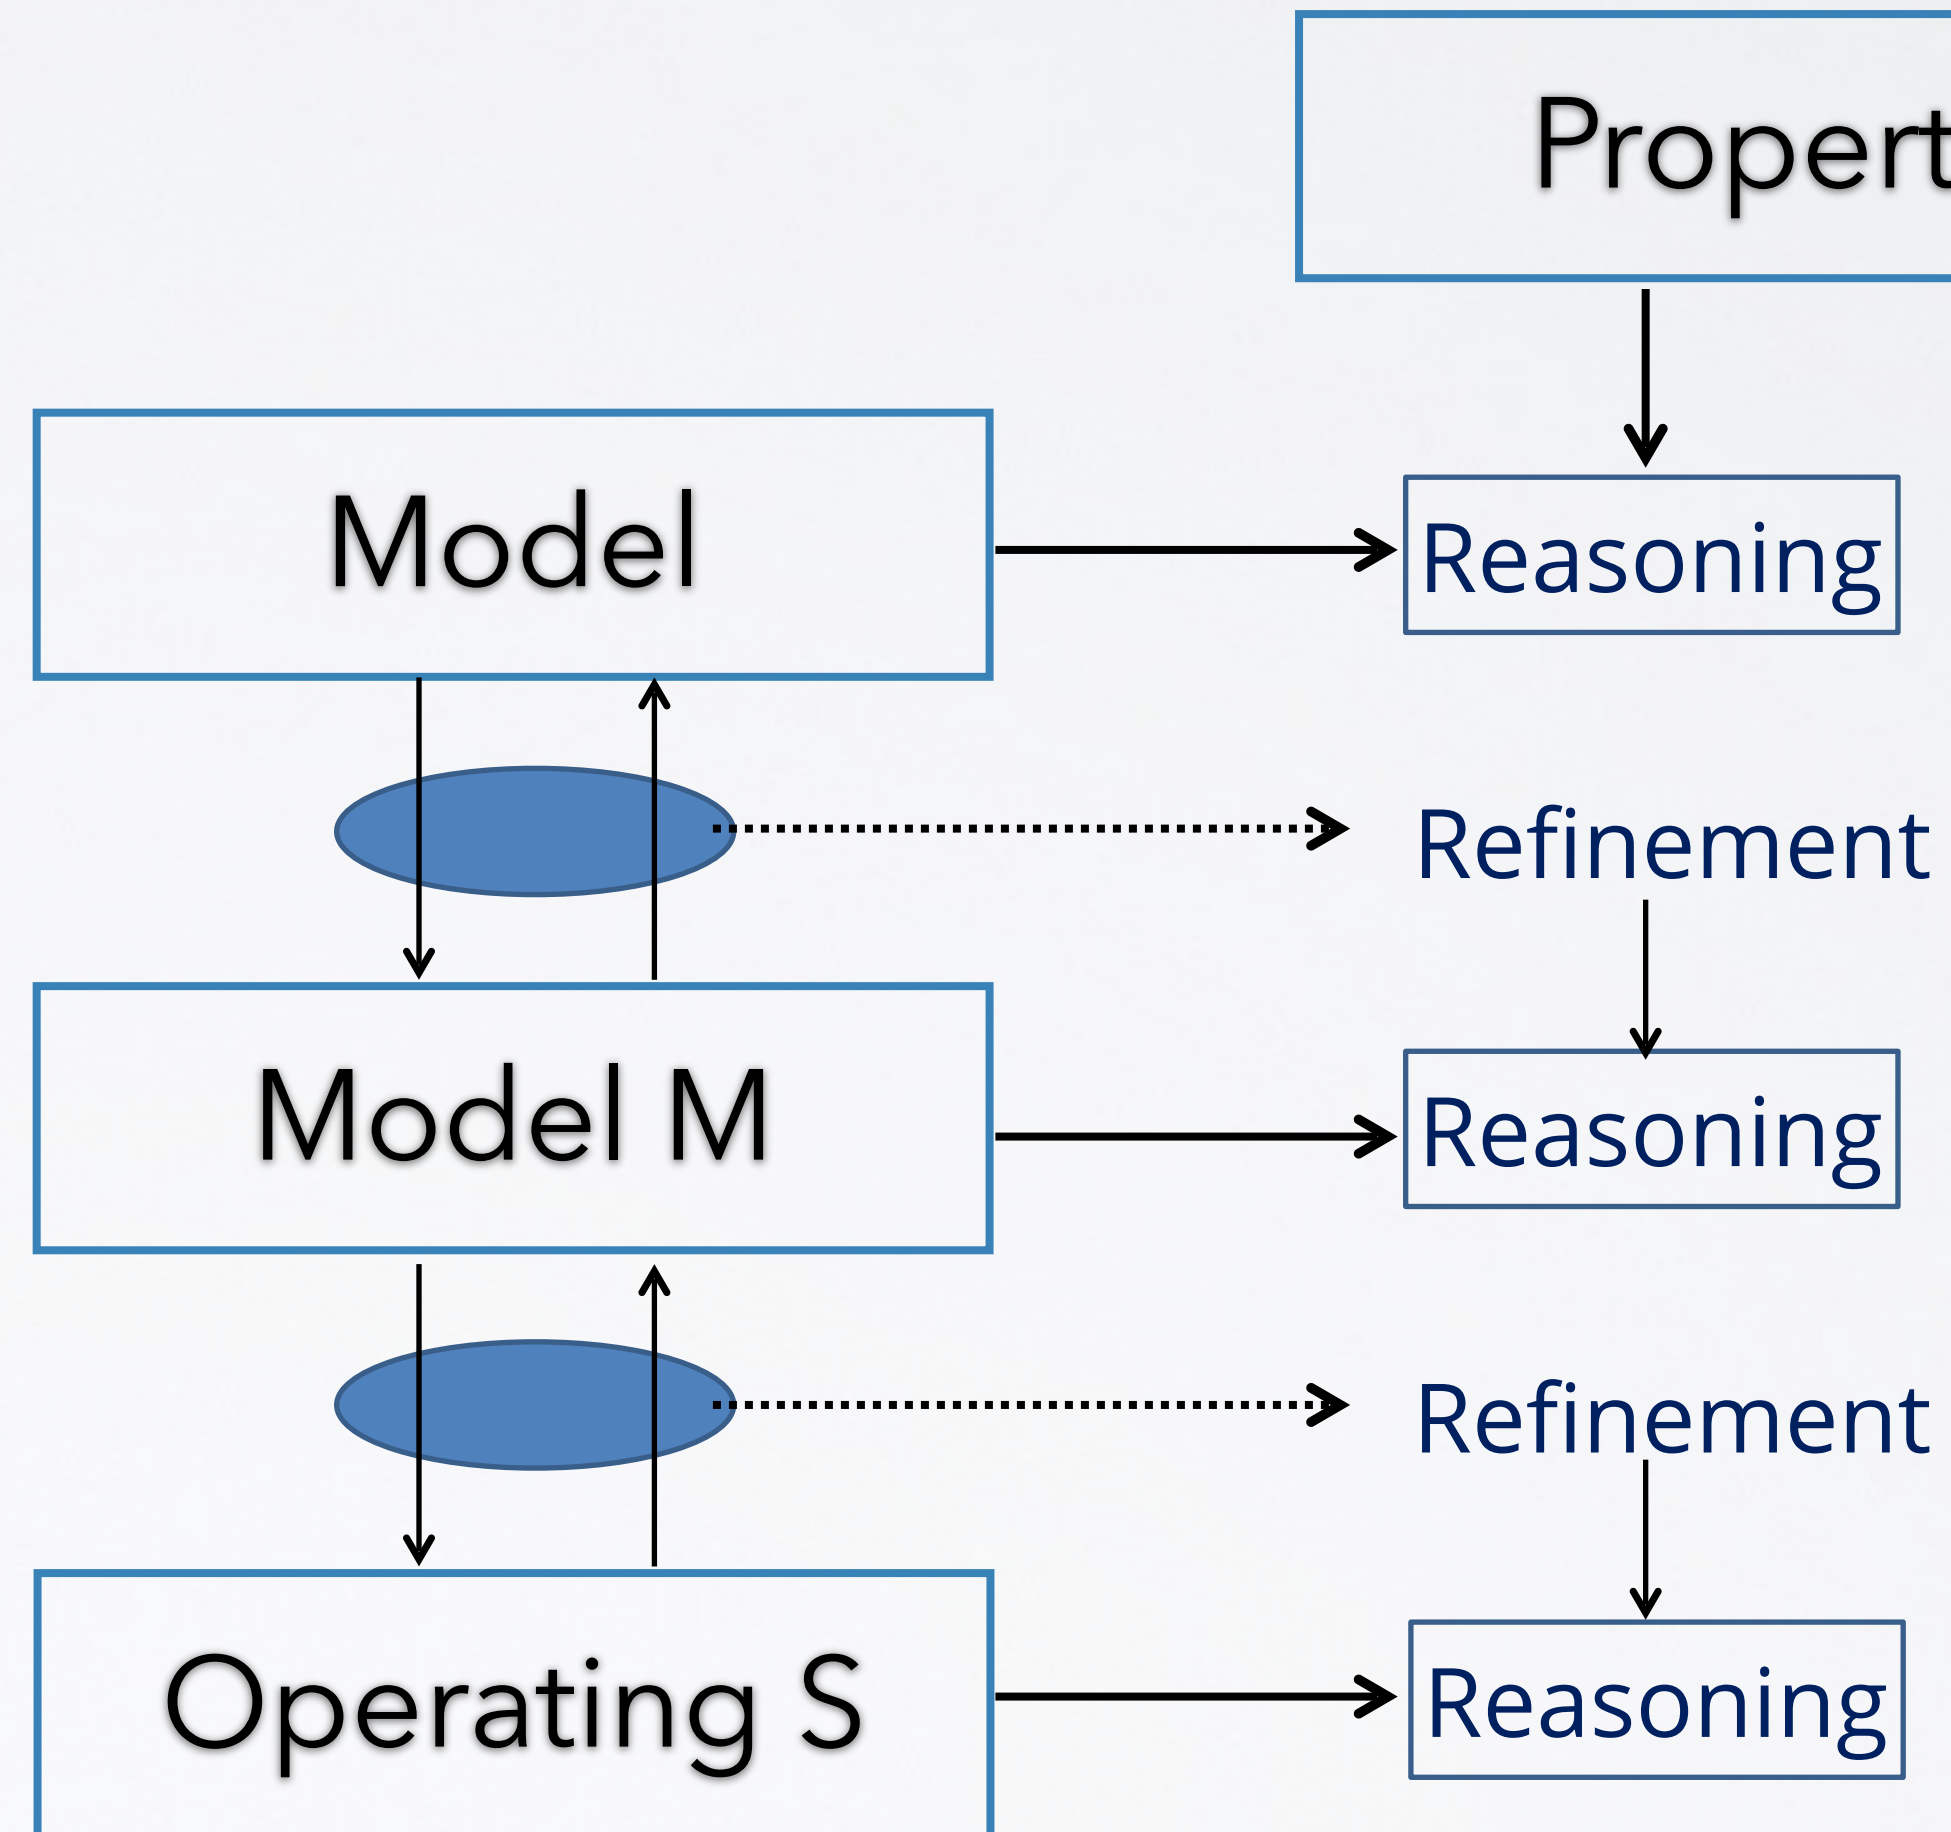 Propert
Model
Reasoning
Refinement
Model M
Reasoning
Refinement
Operating S
Reasoning